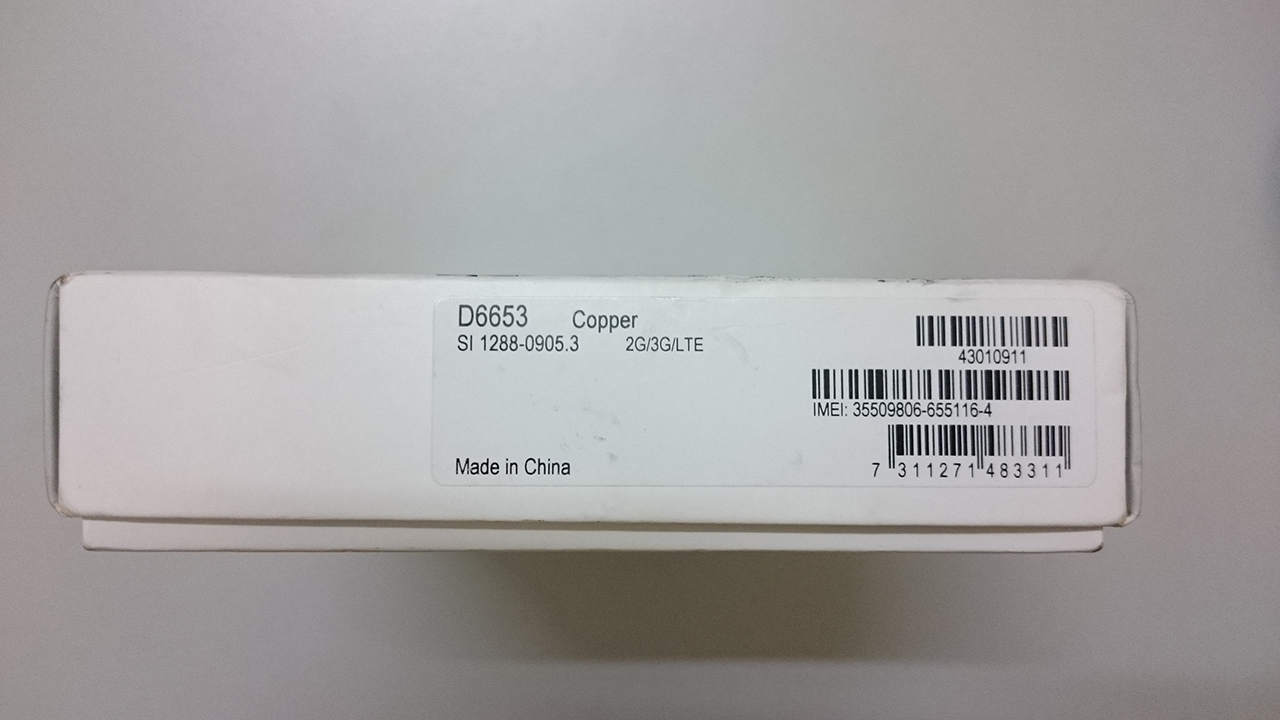 D6653 Copper
SI 1288-0905.3 2G/3G/LTE
Made in China
43010911
IMEI: 35509806-655116-4
7 311271 483311